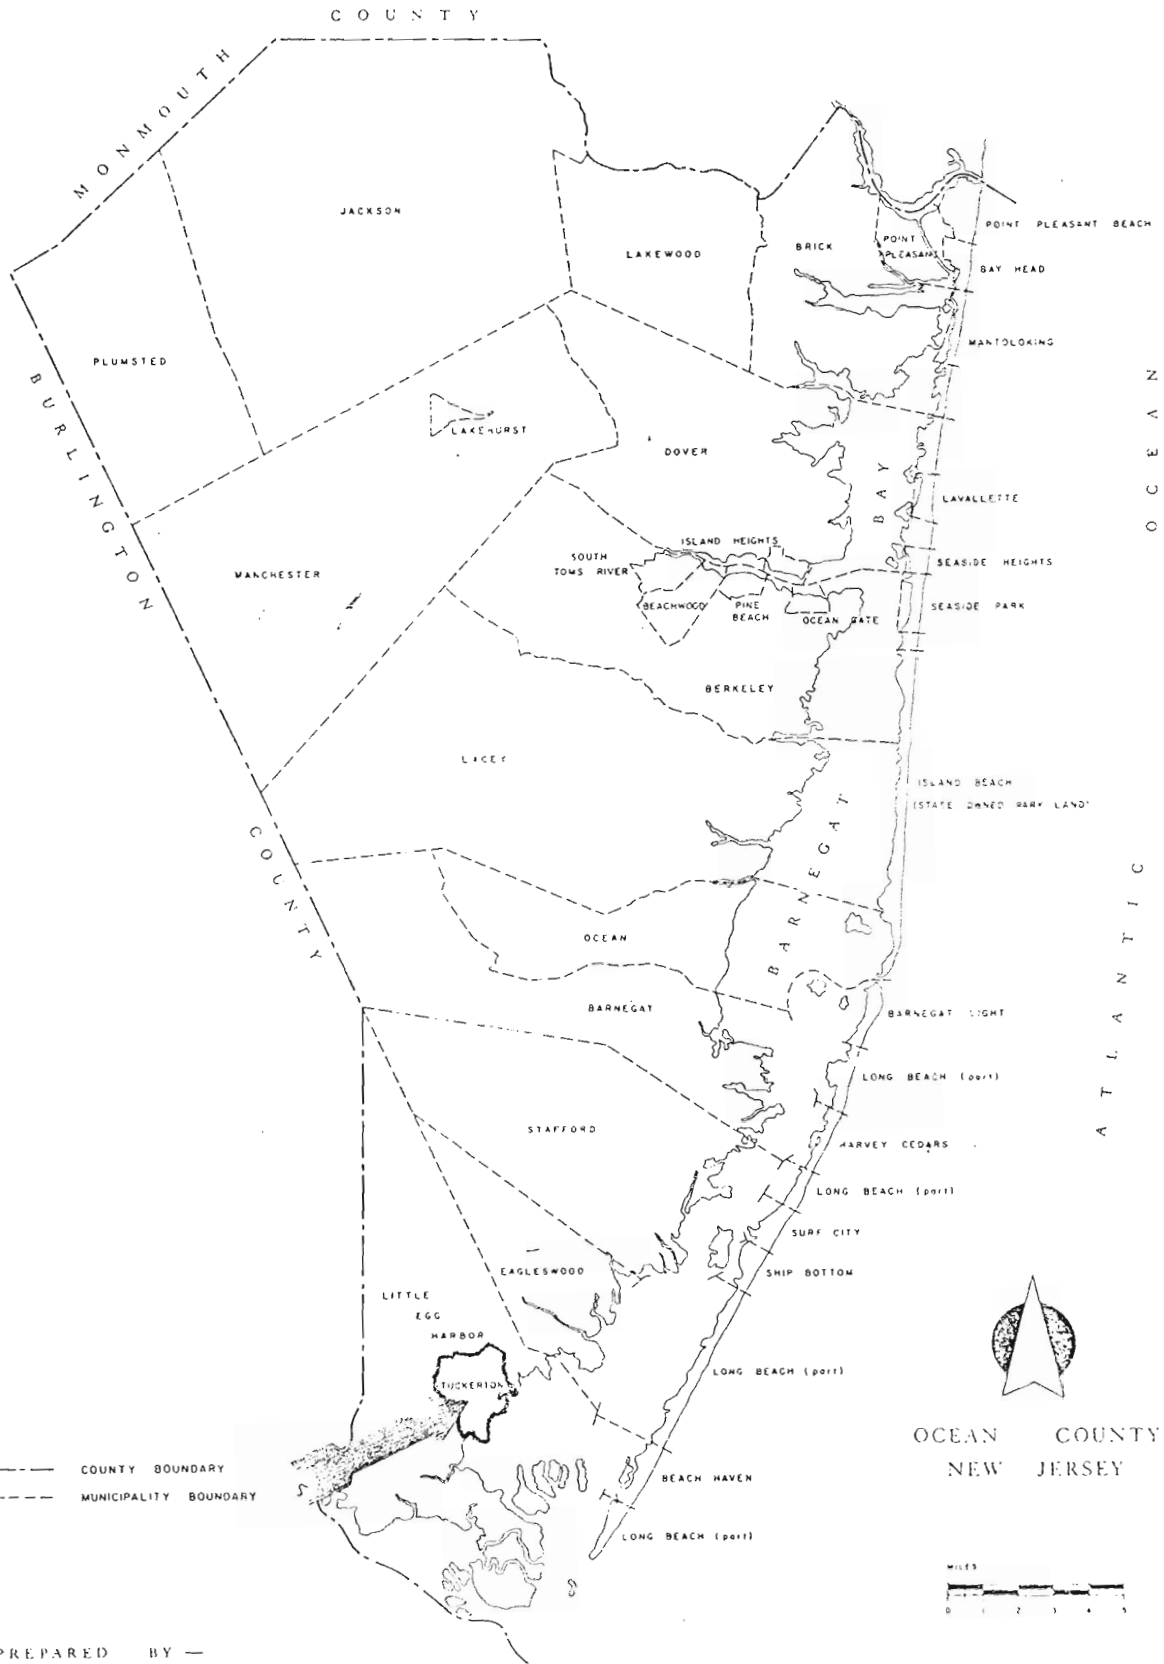 COUNTY
MONMOUTH
JACKSON
LAKEWOOD
BRICK
POINT
PLEASANT
POINT PLEASANT BEACH
BAY HEAD
MANTOLOKING
PLUMSTED
BURLINGTON
LAKEHURST
DOVER
BAY
OCEAN
LAVALLETTE
ISLAND HEIGHTS
SOUTH
TOMS RIVER
SEASIDE HEIGHTS
MANCHESTER
BEACHWOOD
PINE
BEACH
OCEAN GATE
SEASIDE PARK
BERKELEY
LACEY
ISLAND BEACH
(STATE OWNED PARK LAND)
COUNTY
BARNEGAT
ATLANTIC
OCEAN
BARNEGAT
BARNEGAT LIGHT
LONG BEACH (part)
STAFFORD
HARVEY CEDARS
LONG BEACH (part)
SURF CITY
EAGLESWOOD
SHIP BOTTOM
LITTLE
EGG
HARBOR
TUCKERTON
LONG BEACH (part)
OCEAN COUNTY
NEW JERSEY
COUNTY BOUNDARY
MUNICIPALITY BOUNDARY
BEACH HAVEN
LONG BEACH (part)
MILES
0 1 2 3 4 5
PREPARED BY —